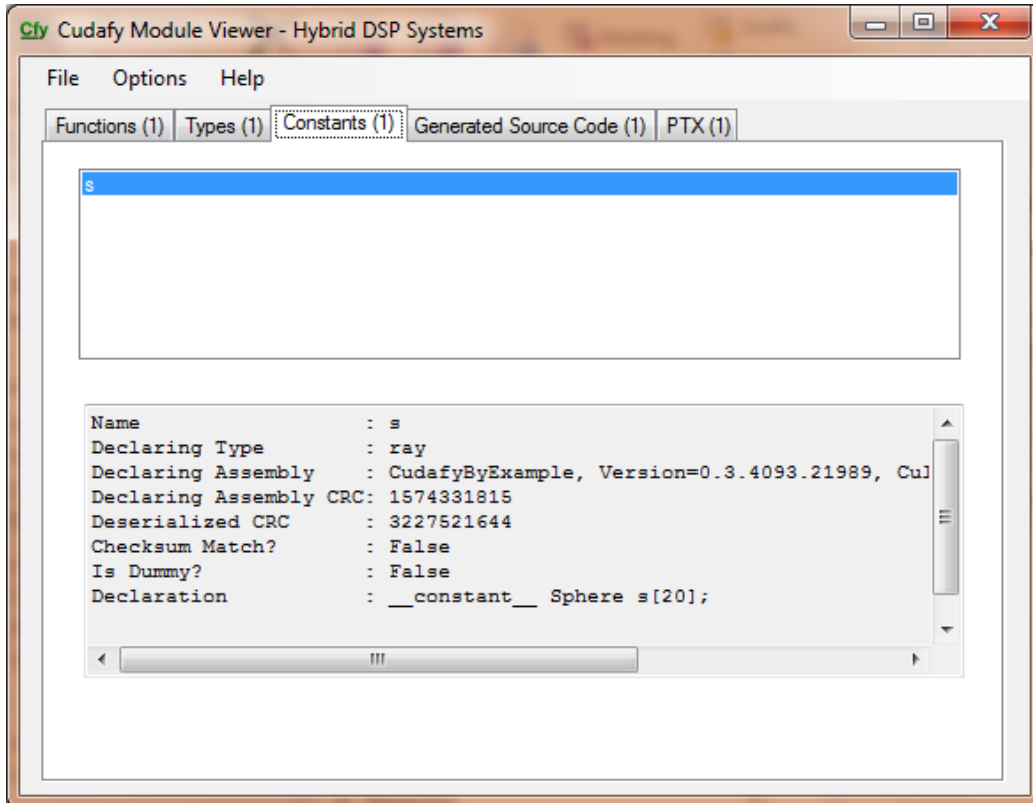 Cfy Cudafy Module Viewer - Hybrid DSP Systems
File Options Help
Functions (1) Types (1) Constants (1) Generated Source Code (1) PTX (1)
s
Name : s
Declaring Type : ray
Declaring Assembly : CudafyByExample, Version=0.3.4093.21989,
Declaring Assembly CRC: 1574331815
Deserialized CRC : 3227521644
Checksum Match? : False
Is Dummy? : False
Declaration : __constant__ Sphere s[20];